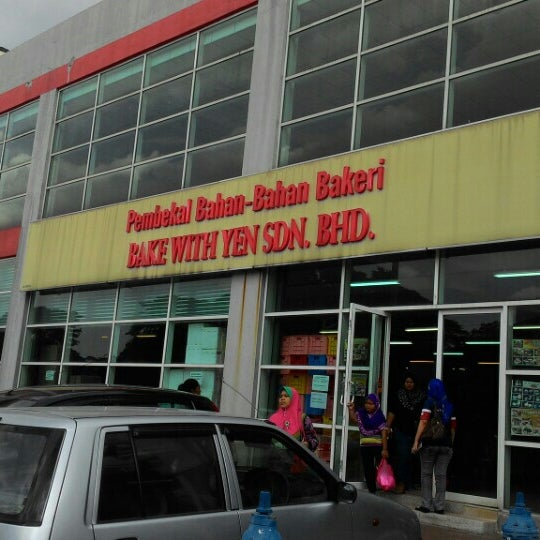 Pembekal Bahan-Bahan Bakeri
BAKE WITH YEN SDN. BHD.